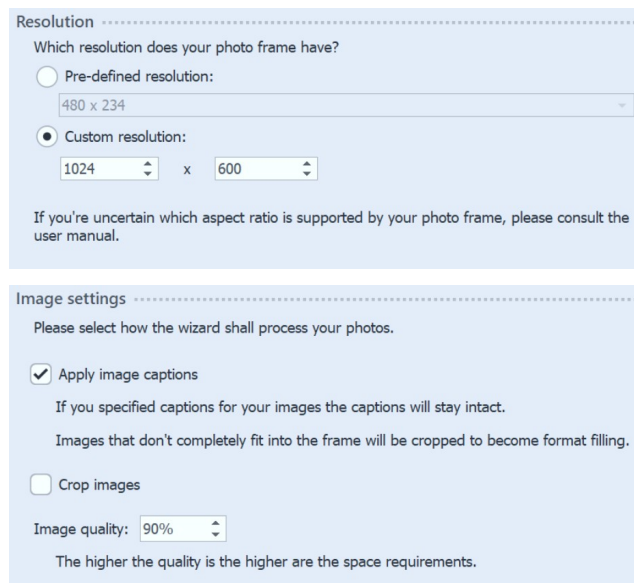 Resolution
Which resolution does your photo frame have?
Pre-defined resolution:
480 x 234
Custom resolution:
1024 x 600
If you're uncertain which aspect ratio is supported by your photo frame, please consult the
user manual.
Image settings
Please select how the wizard shall process your photos.
Apply image captions
If you specified captions for your images the captions will stay intact.
Images that don't completely fit into the frame will be cropped to become format filling.
Crop images
Image quality: 90%
The higher the quality is the higher are the space requirements.